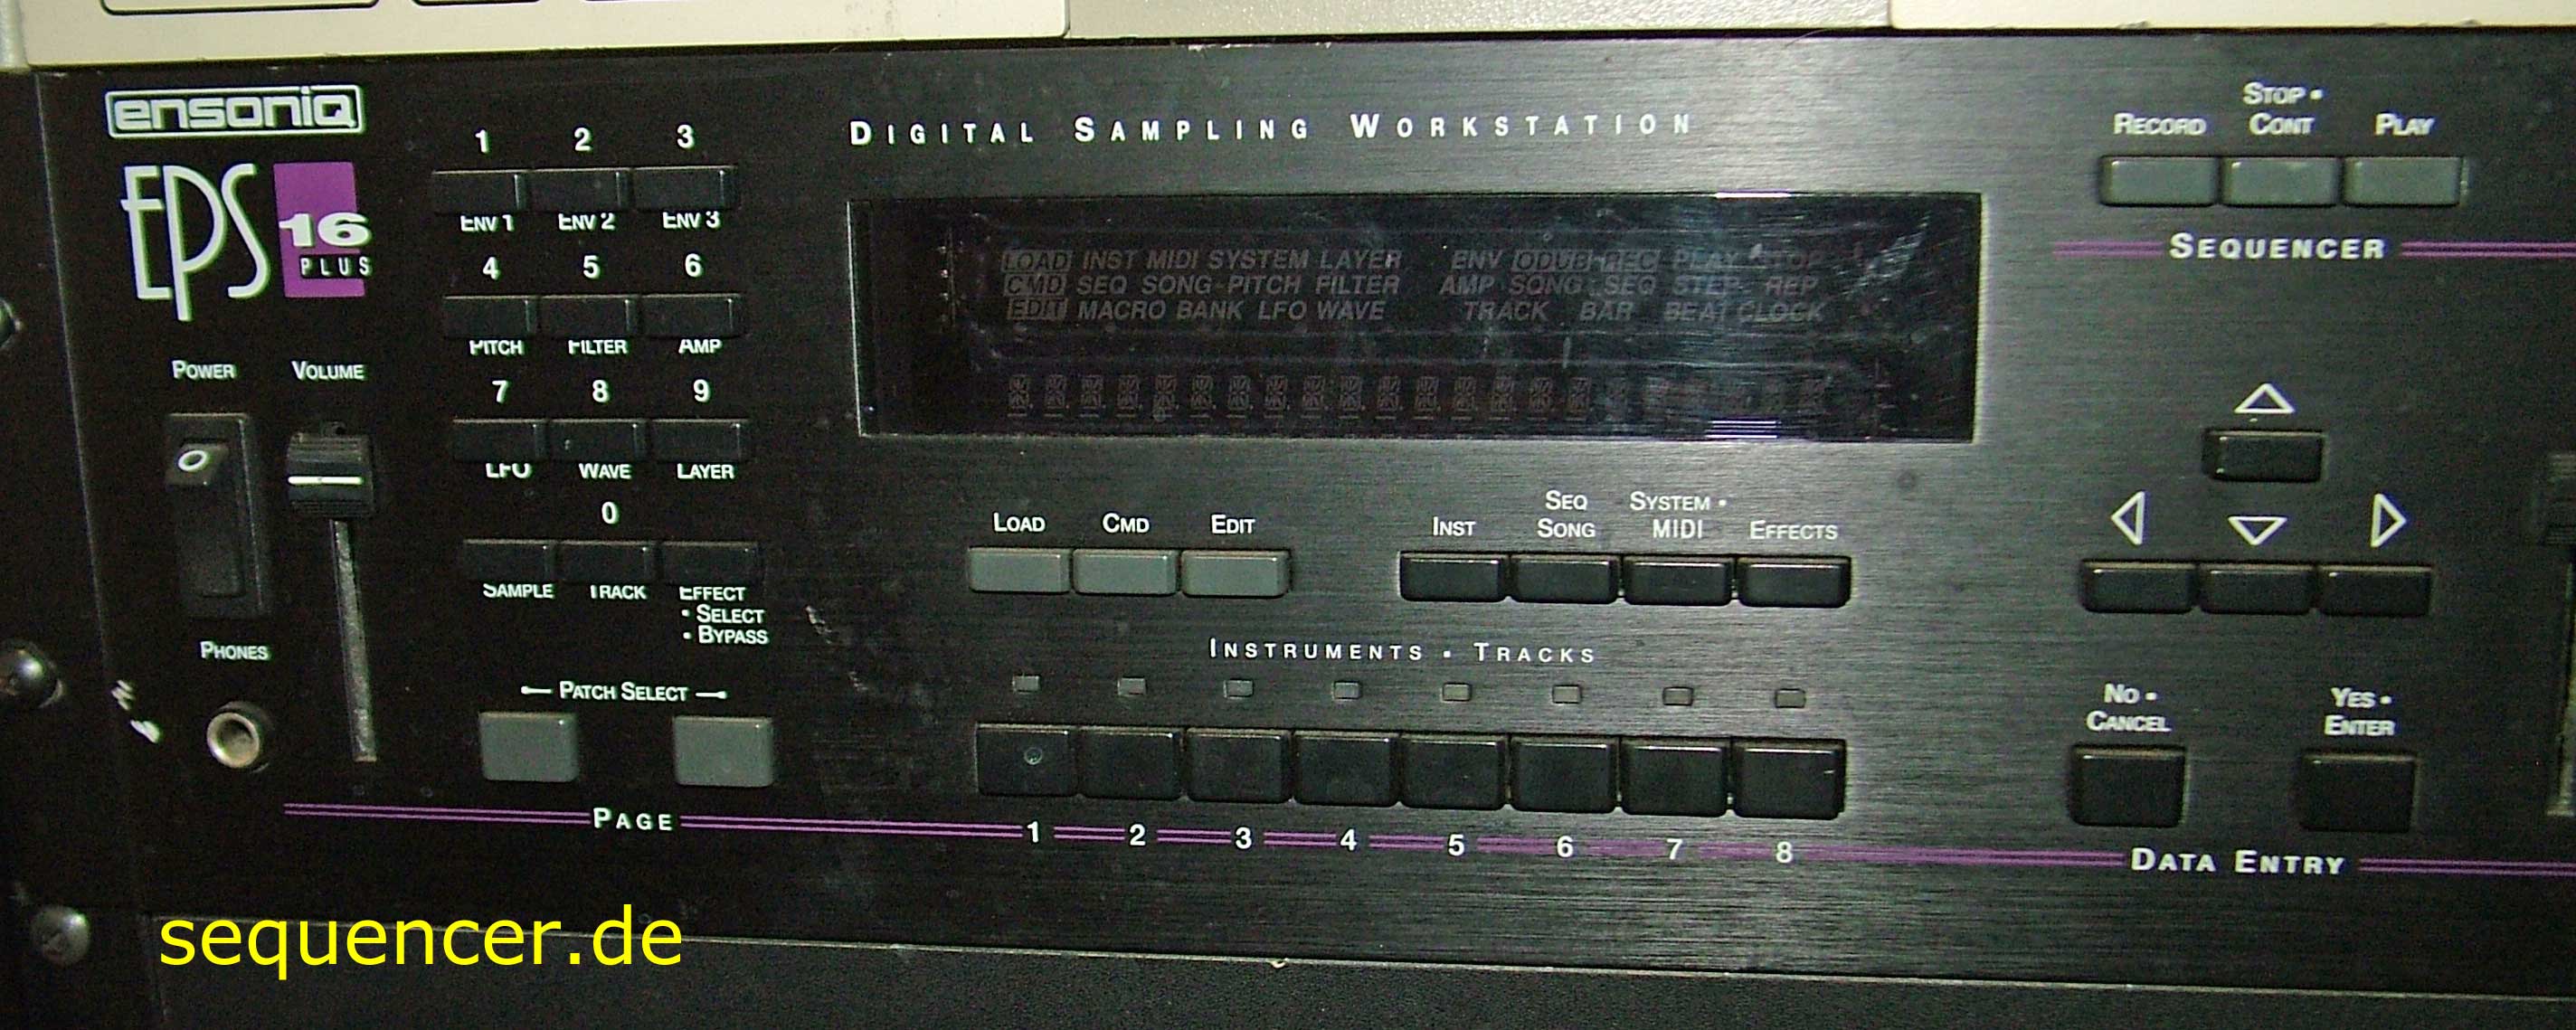 ensoniq
EPS 16 PLUS
DIGITAL SAMPLING WORKSTATION
RECORD
STOP • CONT
PLAY
SEQUENCER
1 2 3
ENV 1 ENV 2 ENV 3
4 5 6
PITCH FILTER AMP
7 8 9
LFO WAVE LAYER
0
SAMPLE TRACK EFFECT
• SELECT
• BYPASS
POWER VOLUME
PHONES
PATCH SELECT
PAGE
LOAD INST MIDI SYSTEM LAYER ENV ODUB REC PLAY STOP
CMD SEQ SONG PITCH FILTER AMP SONG SEQ STEP REP
EDIT MACRO BANK LFO WAVE TRACK BAR BEAT CLOCK
LOAD CMD EDIT
INST
SEQ
SONG
SYSTEM •
MIDI
EFFECTS
INSTRUMENTS • TRACKS
1 2 3 4 5 6 7 8
NO •
CANCEL
YES •
ENTER
DATA ENTRY
sequencer.de